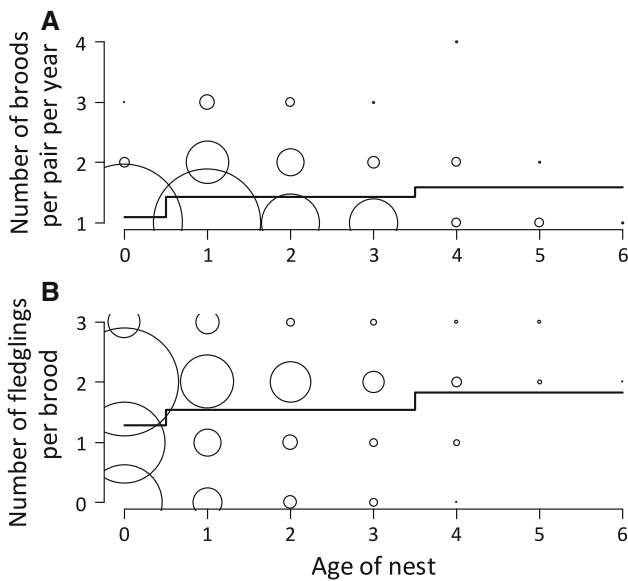 A
Number of broods
per pair per year
4
3
2
1
0 1 2 3 4 5 6
B
Number of fledglings
per brood
3
2
1
0
0 1 2 3 4 5 6
Age of nest